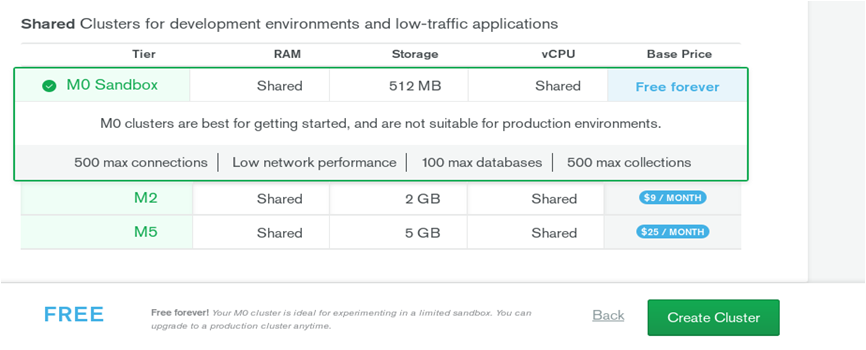 Shared Clusters for development environments and low-traffic applications
Tier RAM Storage vCPU Base Price
M0 Sandbox Shared 512 MB Shared Free forever
M0 clusters are best for getting started, and are not suitable for production environments.
500 max connections Low network performance 100 max databases 500 max collections
M2 Shared 2 GB Shared $9 / MONTH
M5 Shared 5 GB Shared $25 / MONTH
FREE Free forever! Your M0 cluster is ideal for experimenting in a limited sandbox. You can
upgrade to a production cluster anytime.
Back Create Cluster